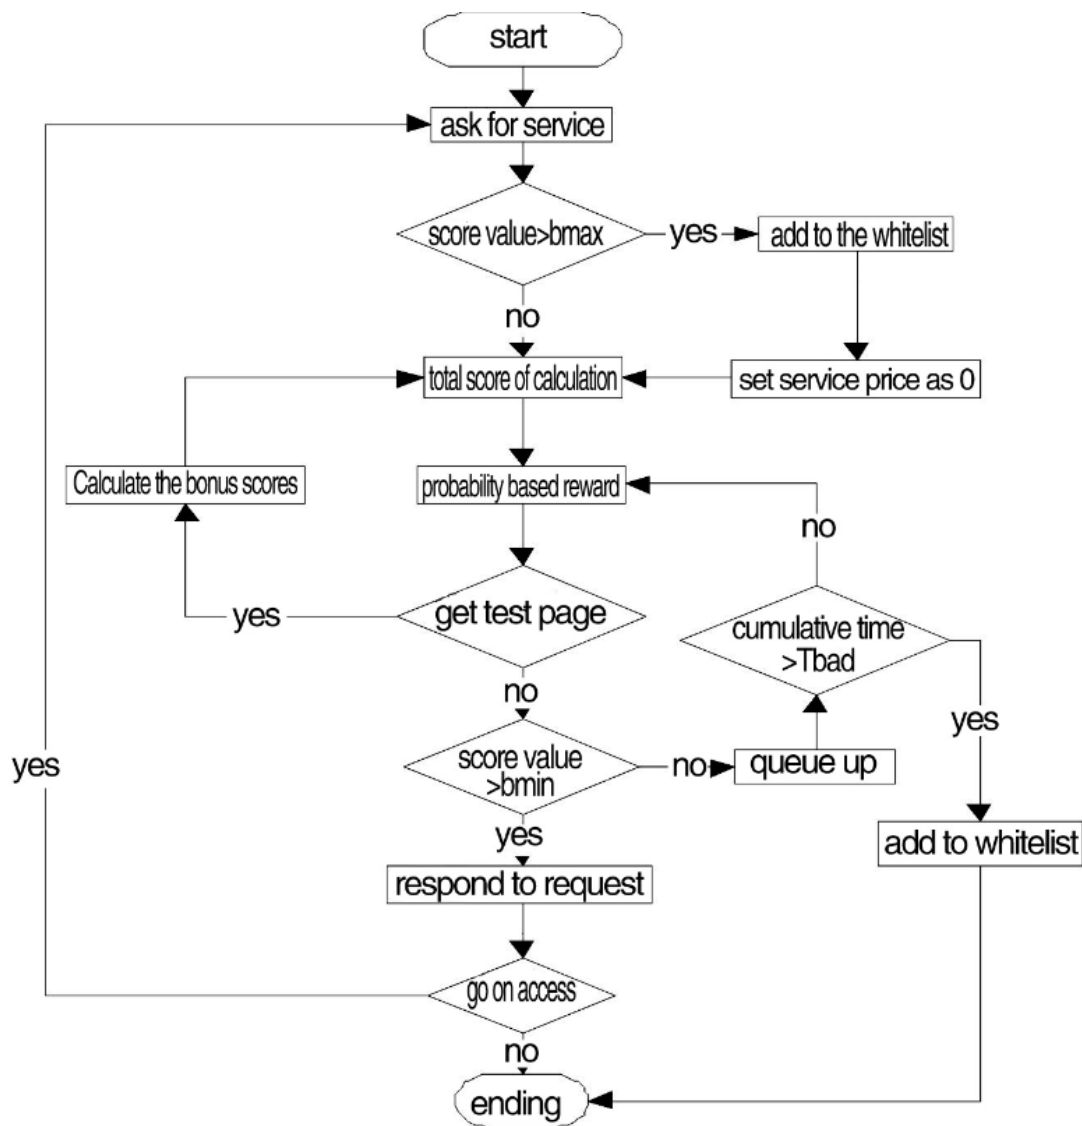 start
ask for service
score value>bmax
yes
add to the whitelist
no
total score of calculation
set service price as 0
Calculate the bonus scores
probability based reward
no
yes
get test page
cumulative time
>Tbad
no
yes
score value
>bmin
no
queue up
yes
yes
add to whitelist
respond to request
go on access
no
ending